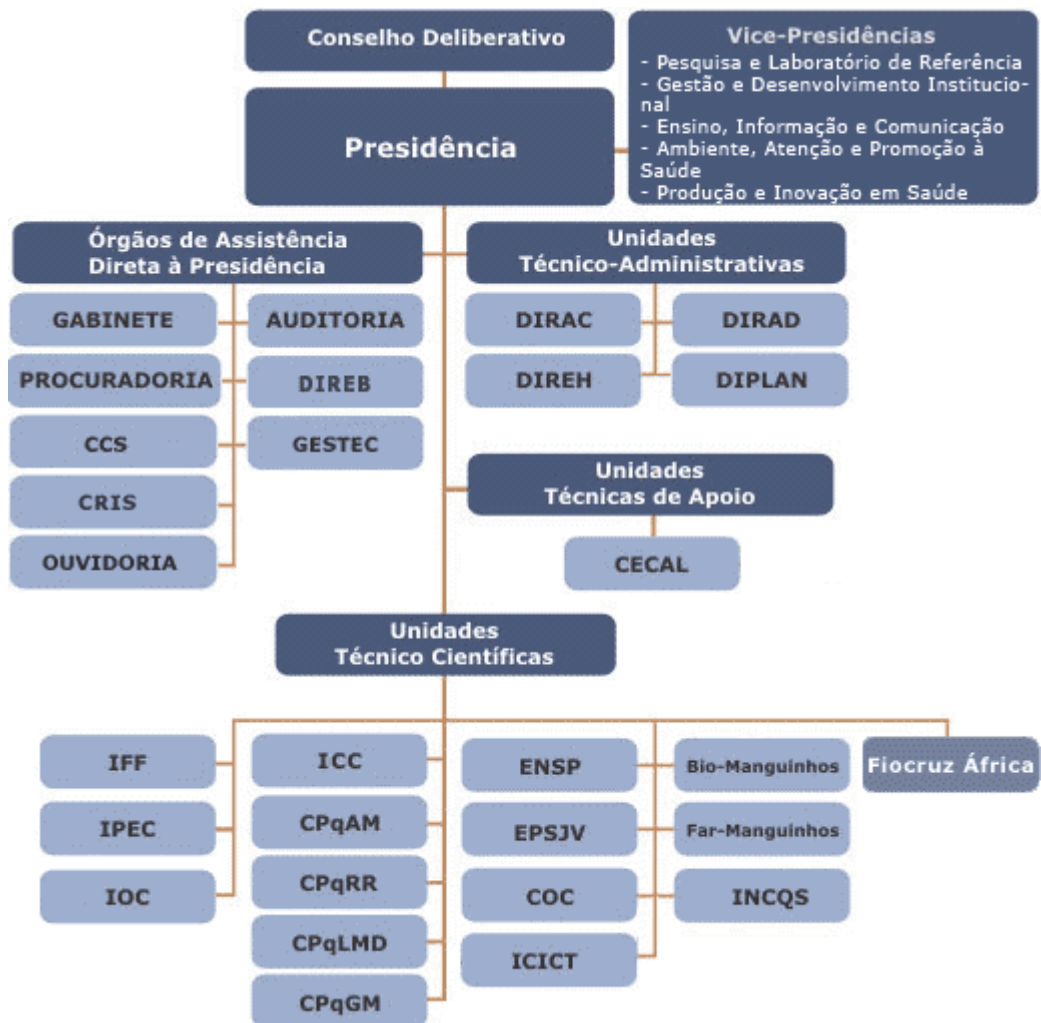 Conselho Deliberativo
Vice-Presidências
- Pesquisa e Laboratório de Referência
- Gestão e Desenvolvimento Institucio-
nal
- Ensino, Informação e Comunicação
- Ambiente, Atenção e Promoção à
Saúde
- Produção e Inovação em Saúde
Presidência
Órgãos de Assistência
Direta à Presidência
GABINETE
AUDITORIA
PROCURADORIA
DIREB
CCS
GESTEC
CRIS
OUVIDORIA
Unidades
Técnico-Administrativas
DIRAC
DIRAD
DIREH
DIPLAN
Unidades
Técnicas de Apoio
CECAL
Unidades
Técnico Científicas
IFF
IPEC
IOC
ICC
CPqAM
CPqRR
CPqLMD
CPqGM
ENSP
EPSJV
COC
ICICT
Bio-Manguinhos
Far-Manguinhos
INCQS
Fiocruz África